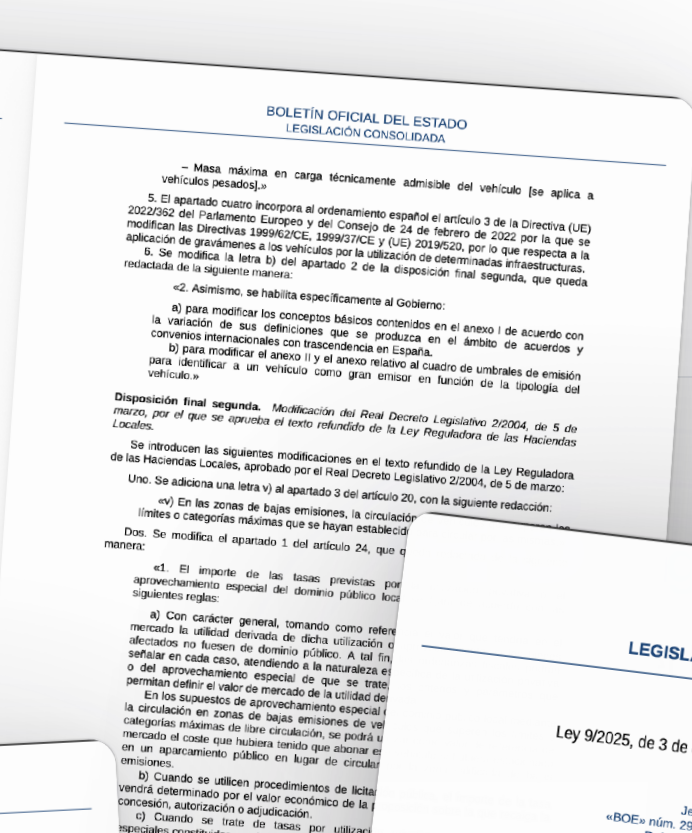 BOLETÍN OFICIAL DEL ESTADO
LEGISLACIÓN CONSOLIDADA
– Masa máxima en carga técnicamente admisible del vehículo [se aplica a
vehículos pesados].»
5. El apartado cuatro incorpora al ordenamiento español el artículo 3 de la Directiva (UE)
2022/362 del Parlamento Europeo y del Consejo de 24 de febrero de 2022 por la que se
modifican las Directivas 1999/62/CE, 1999/37/CE y (UE) 2019/520, por lo que respecta a la
aplicación de gravámenes a los vehículos por la utilización de determinadas infraestructuras.
6. Se modifica la letra b) del apartado 2 de la disposición final segunda, que queda
redactada de la siguiente manera:
«2. Asimismo, se habilita específicamente al Gobierno:
a) para modificar los conceptos básicos contenidos en el anexo I de acuerdo con
la variación de sus definiciones que se produzca en el ámbito de acuerdos y
convenios internacionales con trascendencia en España.
b) para modificar el anexo II y el anexo relativo al cuadro de umbrales de emisión
para identificar a un vehículo como gran emisor en función de la tipología del
vehículo.»
Disposición final segunda. Modificación del Real Decreto Legislativo 2/2004, de 5 de
marzo, por el que se aprueba el texto refundido de la Ley Reguladora de las Haciendas
Locales.
Se introducen las siguientes modificaciones en el texto refundido de la Ley Reguladora
de las Haciendas Locales, aprobado por el Real Decreto Legislativo 2/2004, de 5 de marzo:
Uno. Se adiciona una letra v) al apartado 3 del artículo 20, con la siguiente redacción:
«v) En las zonas de bajas emisiones, la circulación
límites o categorías máximas que se hayan establecid
Dos. Se modifica el apartado 1 del artículo 24, que q
manera:
«1. El importe de las tasas previstas por
aprovechamiento especial del dominio público loca
siguientes reglas:
a) Con carácter general, tomando como refere
mercado la utilidad derivada de dicha utilización o
afectados no fuesen de dominio público. A tal fin,
señalar en cada caso, atendiendo a la naturaleza es
o del aprovechamiento especial de que se trate,
permitan definir el valor de mercado de la utilidad de
En los supuestos de aprovechamiento especial
la circulación en zonas de bajas emisiones de ve
categorías máximas de libre circulación, se podrá u
mercado el coste que hubiera tenido que abonar e
en un aparcamiento público en lugar de circular
emisiones.
b) Cuando se utilicen procedimientos de licita
vendrá determinado por el valor económico de la p
concesión, autorización o adjudicación.
c) Cuando se trate de tasas por utilizaci
especiales
LEGISL
Ley 9/2025, de 3 de
Je
«BOE» núm. 29